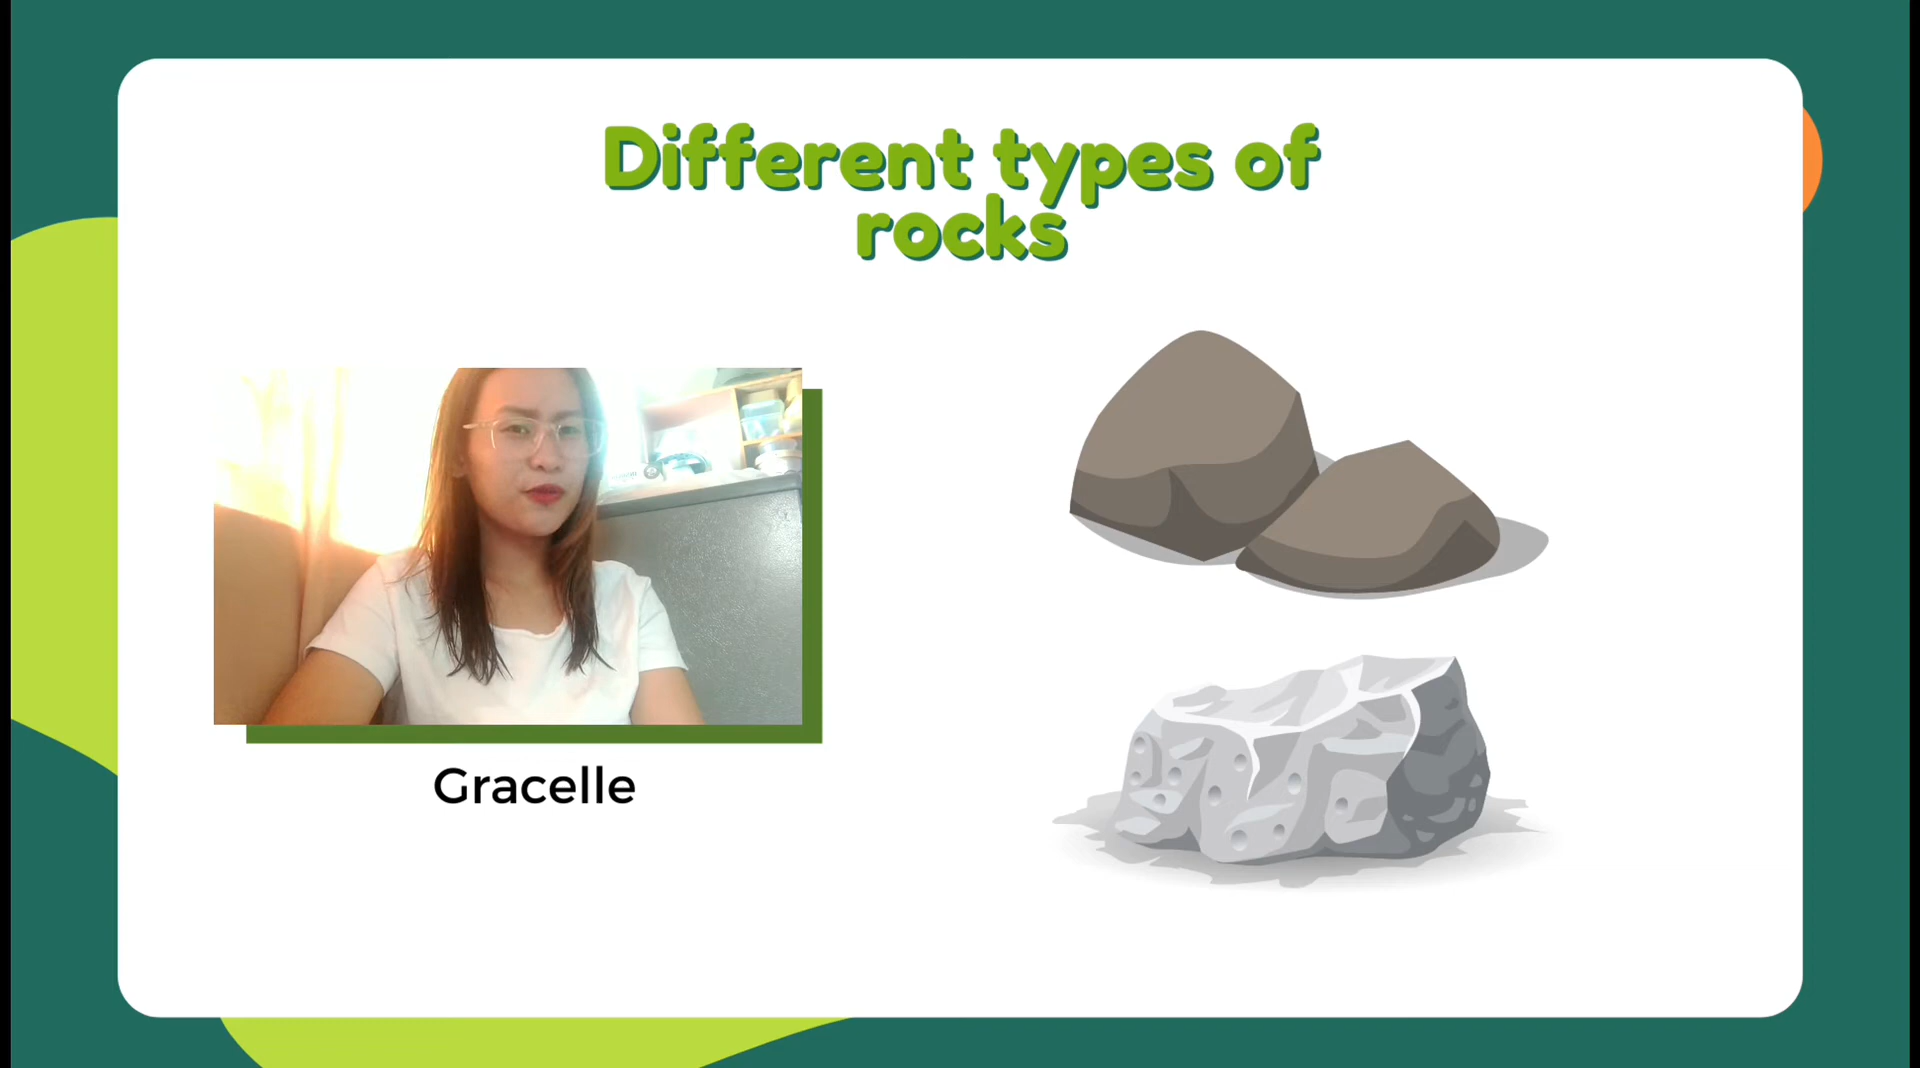 Different types of
rocks
Gracelle